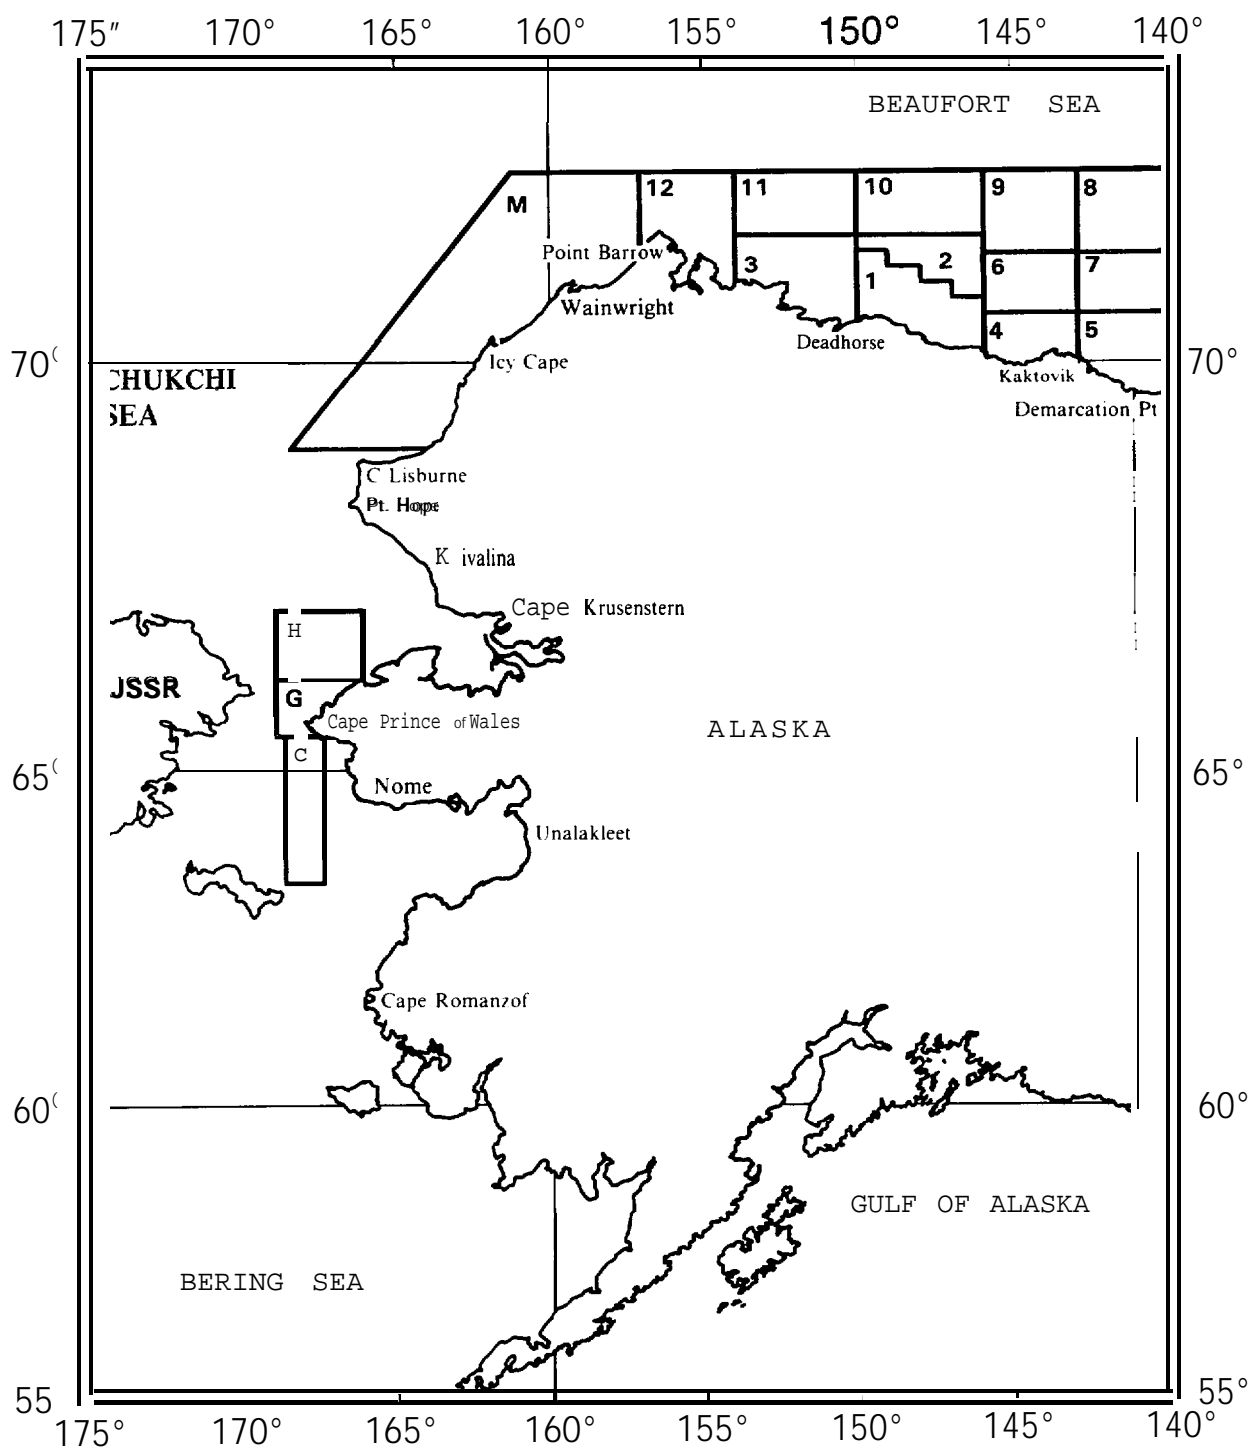 175" 170° 165° 160° 155° 150° 145° 140°
BEAUFORT SEA
M 12 11 10 9 8
Point Barrow 3 1 2 6 7
Wainwright
4 5
Deadhorse
70( Icy Cape 70°
Kaktovik
CHUKCHI
SEA
Demarcation Pt
C Lisburne
Pt. Hope
K ivalina
Cape Krusenstern
H
USSR
G
Cape Prince of Wales
ALASKA
C
65( 65°
Nome
Unalakleet
Cape Romanzof
60( 60°
GULF OF ALASKA
BERING SEA
55 55°
175° 170° 165° 160° 155° 150° 145° 140°